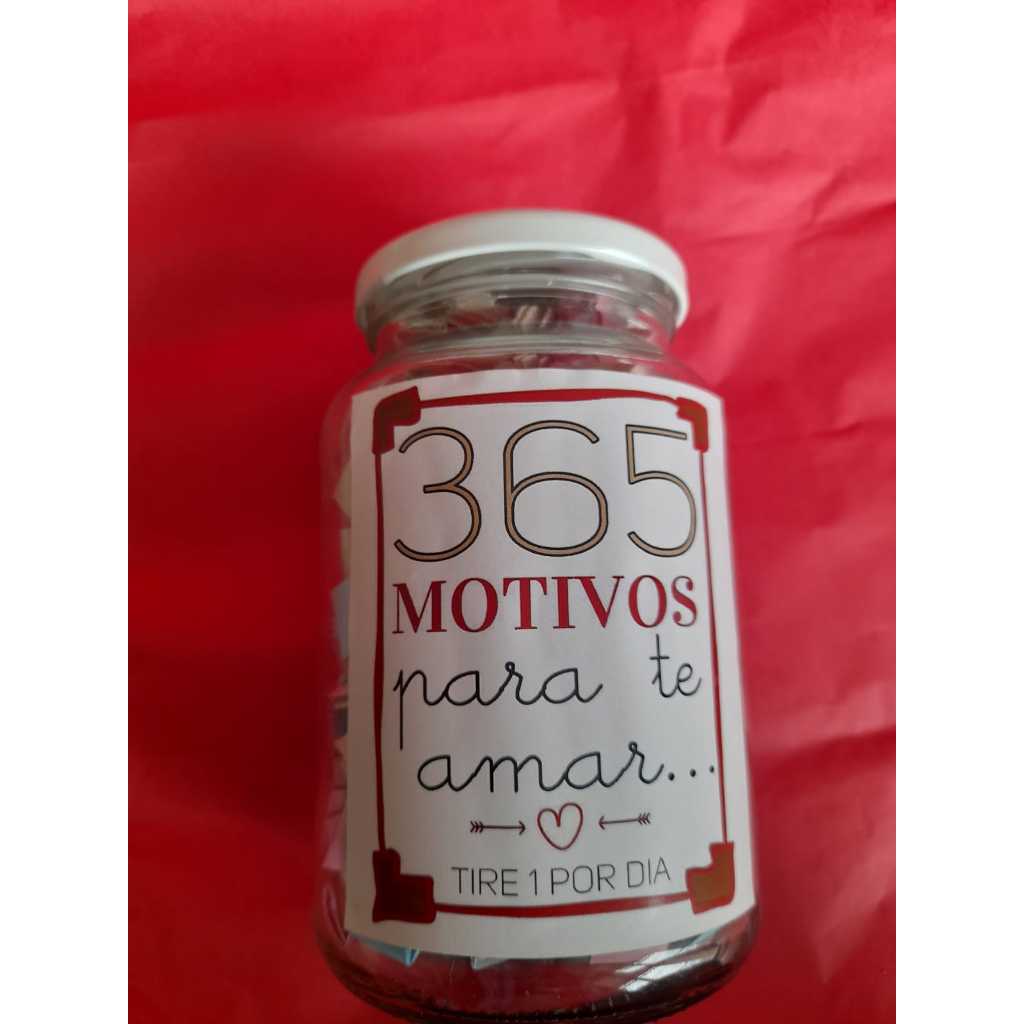 365
MOTIVOS
para te
amar...
TIRE 1 POR DIA